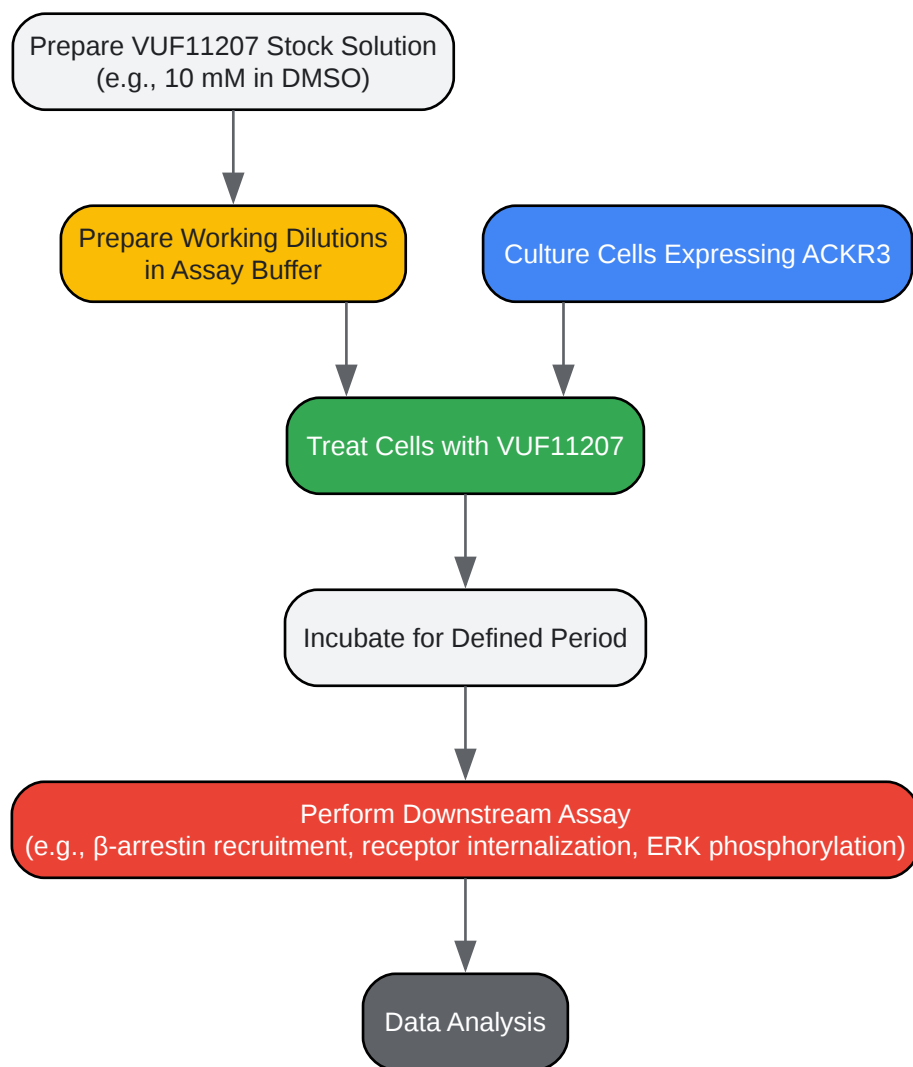 Prepare VUF11207 Stock Solution
(e.g., 10 mM in DMSO)
Prepare Working Dilutions
in Assay Buffer
Culture Cells Expressing ACKR3
Treat Cells with VUF11207
Incubate for Defined Period
Perform Downstream Assay
(e.g., β-arrestin recruitment, receptor internalization, ERK phosphorylation)
Data Analysis